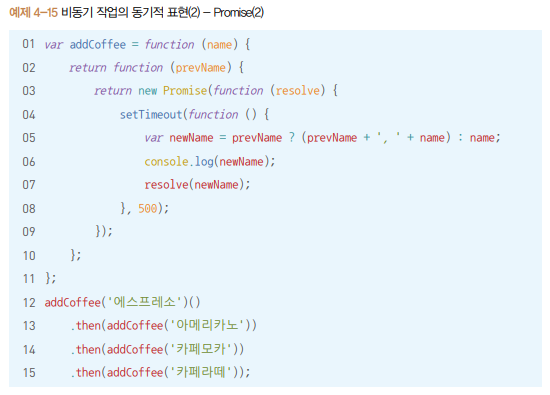 예제 4-15 비동기 작업의 동기적 표현(2) - Promise(2)
01 var addCoffee = function (name) {
02     return function (prevName) {
03         return new Promise(function (resolve) {
04             setTimeout(function () {
05                 var newName = prevName ? (prevName + ', ' + name) : name;
06                 console.log(newName);
07                 resolve(newName);
08             }, 500);
09         });
10     };
11 };
12 addCoffee('에스프레소')()
13     .then(addCoffee('아메리카노'))
14     .then(addCoffee('카페모카'))
15     .then(addCoffee('카페라떼'));